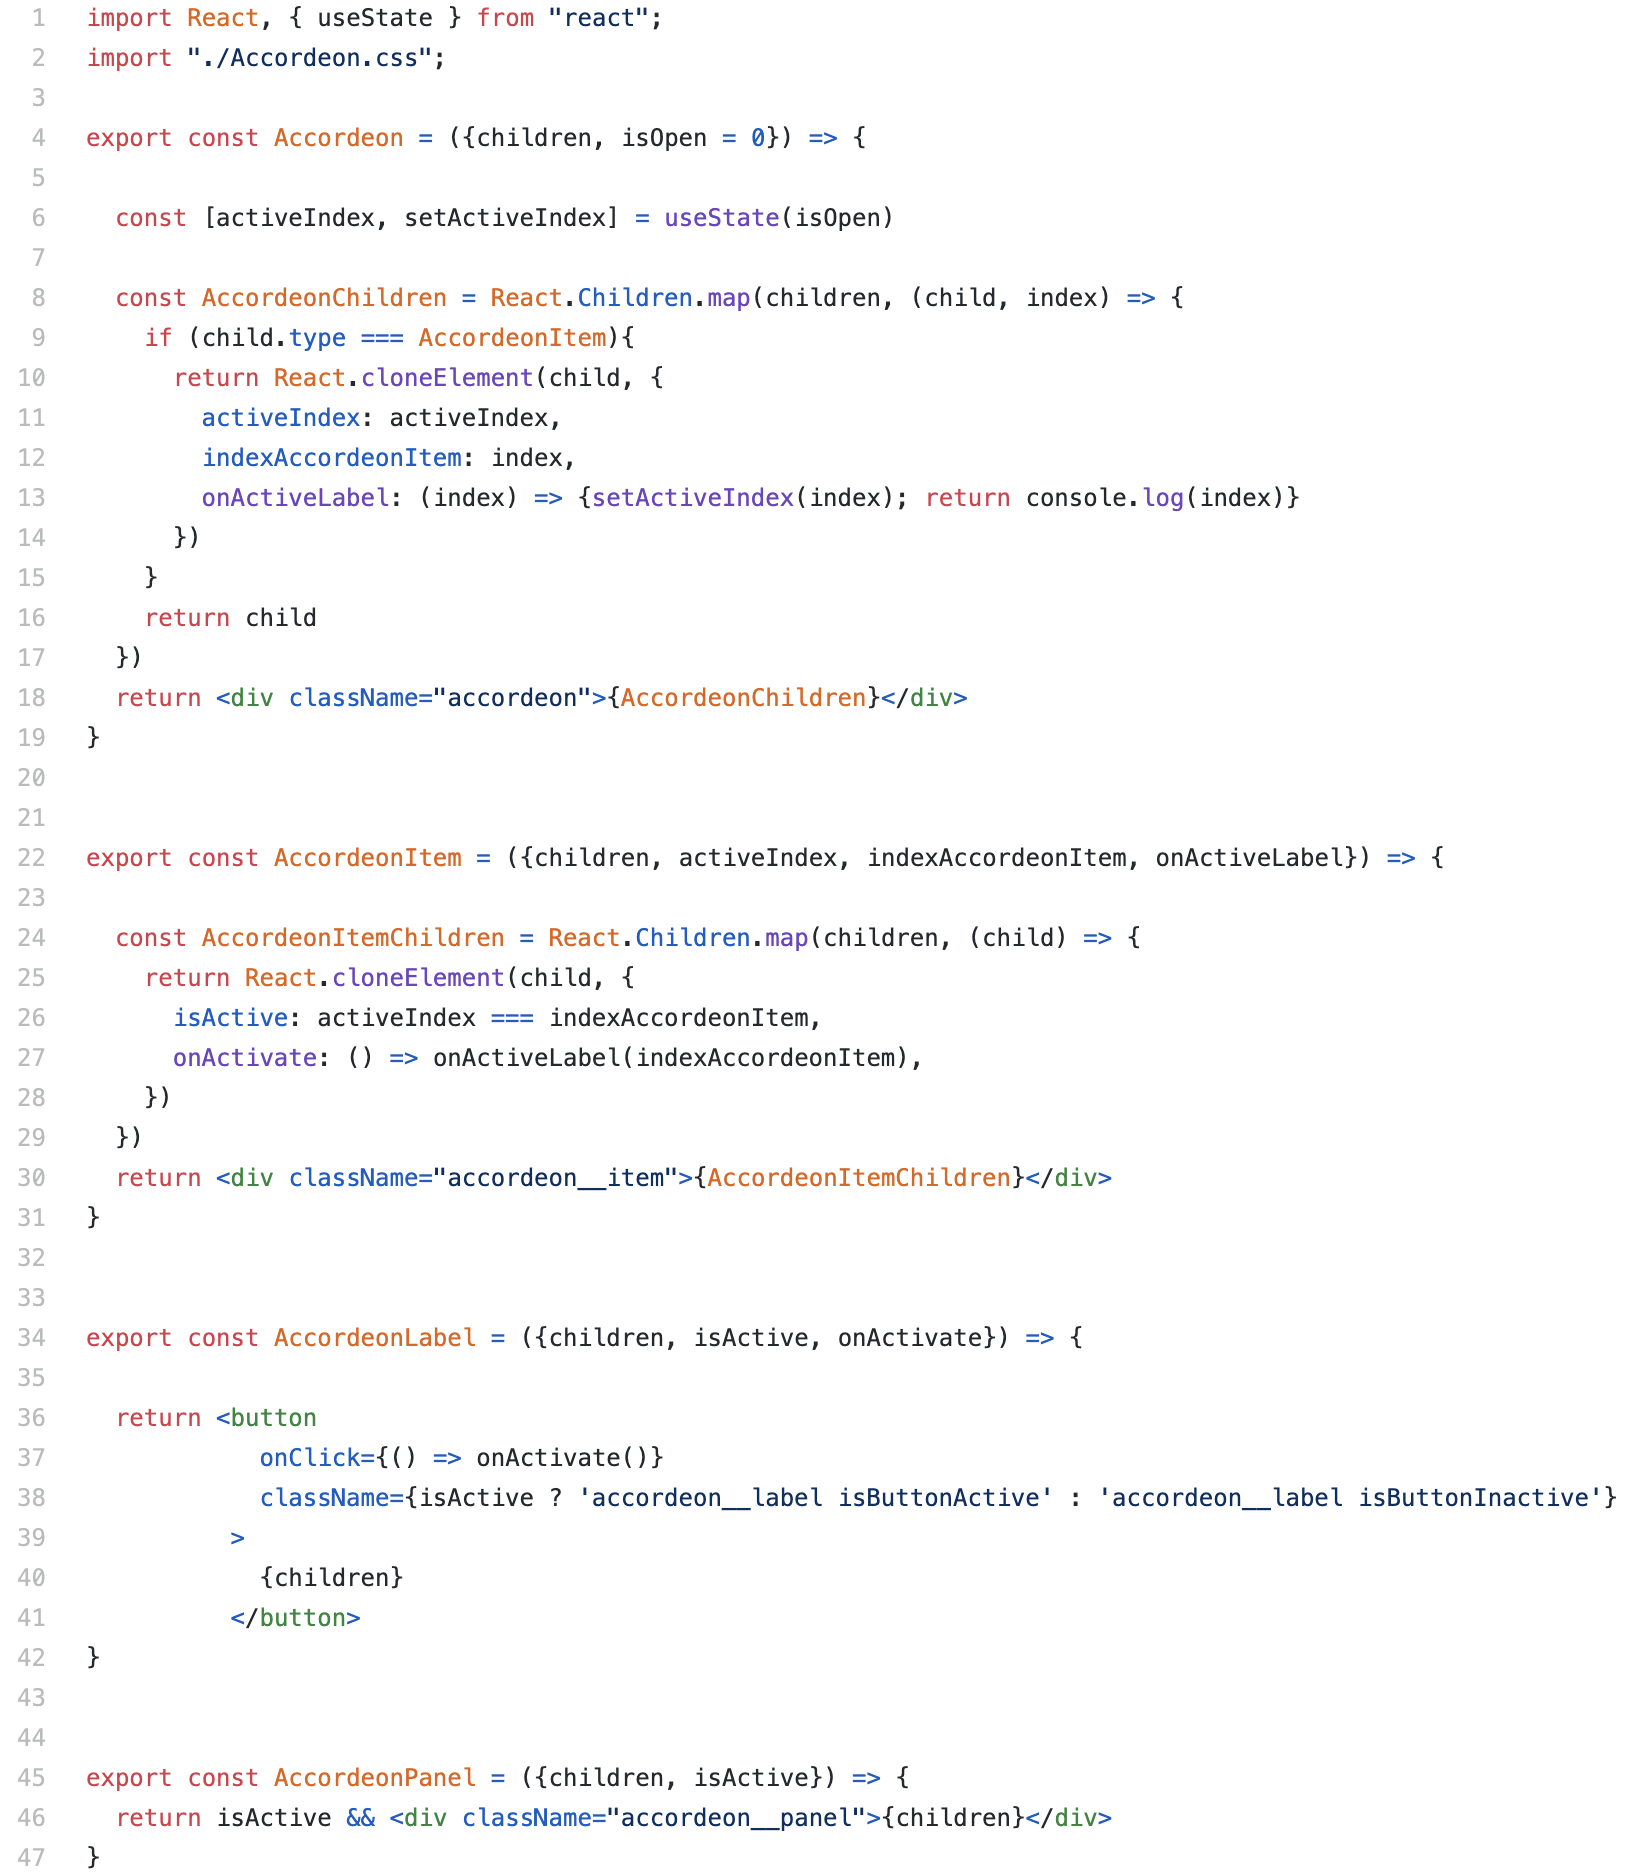 1 import React, { useState } from "react";
2 import "./Accordeon.css";
3
4 export const Accordeon = ({children, isOpen = 0}) => {
5
6   const [activeIndex, setActiveIndex] = useState(isOpen)
7
8   const AccordeonChildren = React.Children.map(children, (child, index) => {
9     if (child.type === AccordeonItem){
10       return React.cloneElement(child, {
11         activeIndex: activeIndex,
12         indexAccordeonItem: index,
13         onActiveLabel: (index) => {setActiveIndex(index); return console.log(index)}
14       })
15     }
16     return child
17   })
18   return <div className="accordeon">{AccordeonChildren}</div>
19 }
20
21
22 export const AccordeonItem = ({children, activeIndex, indexAccordeonItem, onActiveLabel}) => {
23
24   const AccordeonItemChildren = React.Children.map(children, (child) => {
25     return React.cloneElement(child, {
26       isActive: activeIndex === indexAccordeonItem,
27       onActivate: () => onActiveLabel(indexAccordeonItem),
28     })
29   })
30   return <div className="accordeon__item">{AccordeonItemChildren}</div>
31 }
32
33
34 export const AccordeonLabel = ({children, isActive, onActivate}) => {
35
36   return <button
37             onClick={() => onActivate()}
38             className={isActive ? 'accordeon__label isButtonActive' : 'accordeon__label isButtonInactive'}
39           >
40             {children}
41           </button>
42 }
43
44
45 export const AccordeonPanel = ({children, isActive}) => {
46   return isActive && <div className="accordeon__panel">{children}</div>
47 }